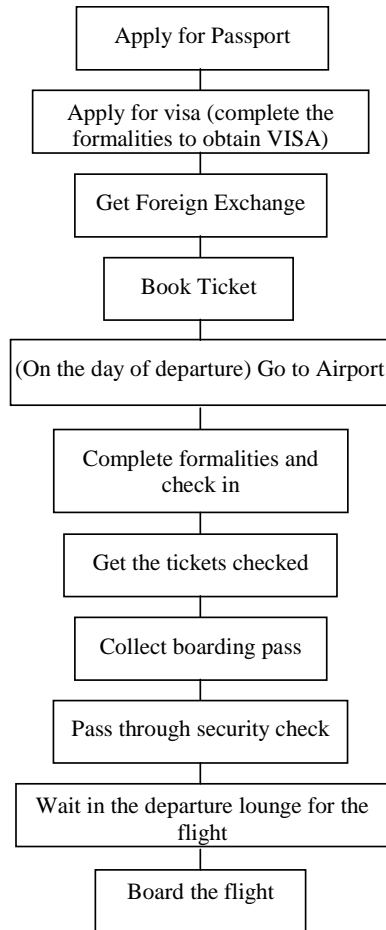 Apply for Passport
Apply for visa (complete the
formalities to obtain VISA)
Get Foreign Exchange
Book Ticket
(On the day of departure) Go to Airport
Complete formalities and
check in
Get the tickets checked
Collect boarding pass
Pass through security check
Wait in the departure lounge for the
flight
Board the flight